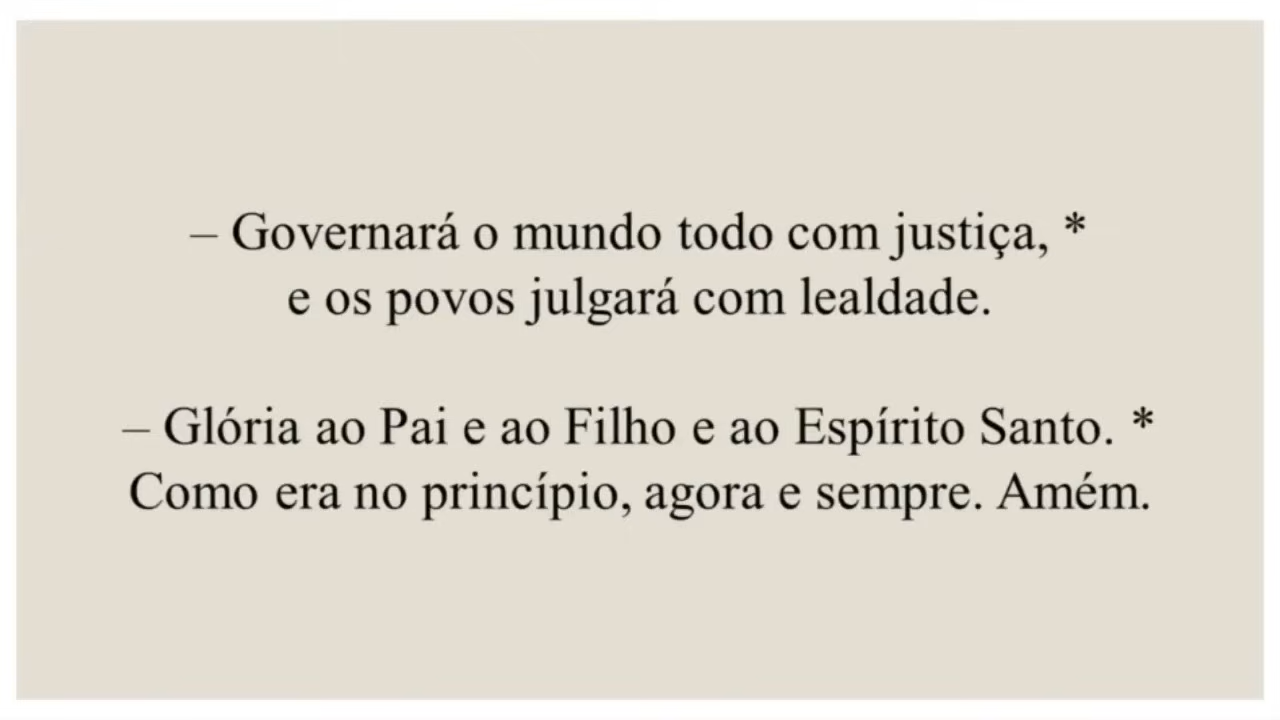 – Governará o mundo todo com justiça, *
e os povos julgará com lealdade.
– Glória ao Pai e ao Filho e ao Espírito Santo. *
Como era no princípio, agora e sempre. Amém.